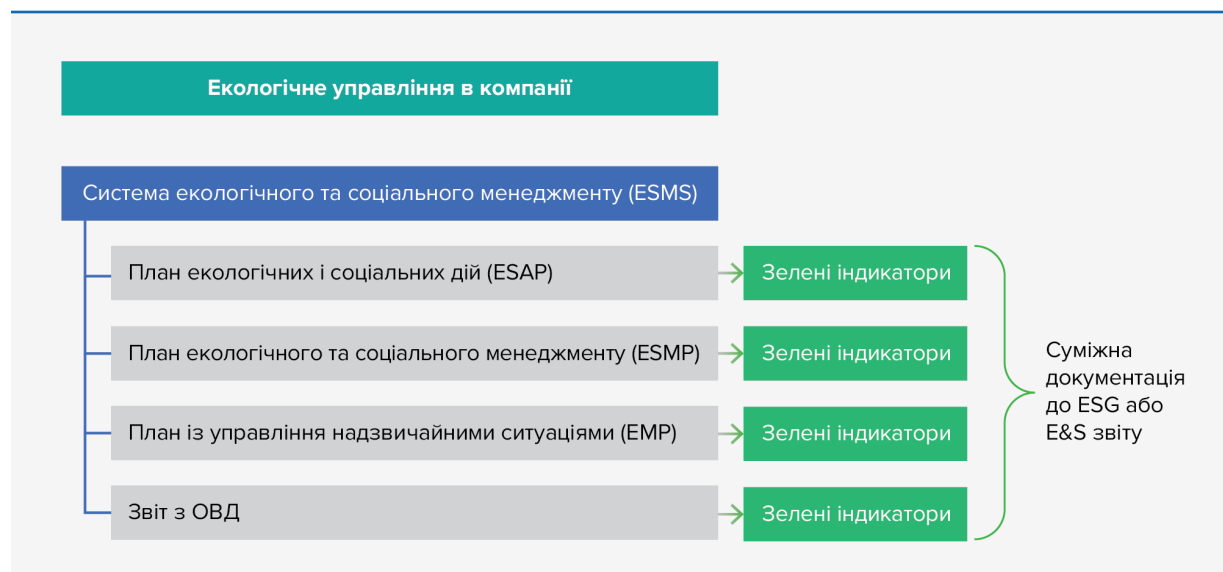 Екологічне управління в компанії
Система екологічного та соціального менеджменту (ESMS)
План екологічних і соціальних дій (ESAP)
Зелені індикатори
План екологічного та соціального менеджменту (ESMP)
Зелені індикатори
План із управління надзвичайними ситуаціями (EMP)
Зелені індикатори
Звіт з ОВД
Зелені індикатори
Суміжна
документація
до ESG або
E&S звіту